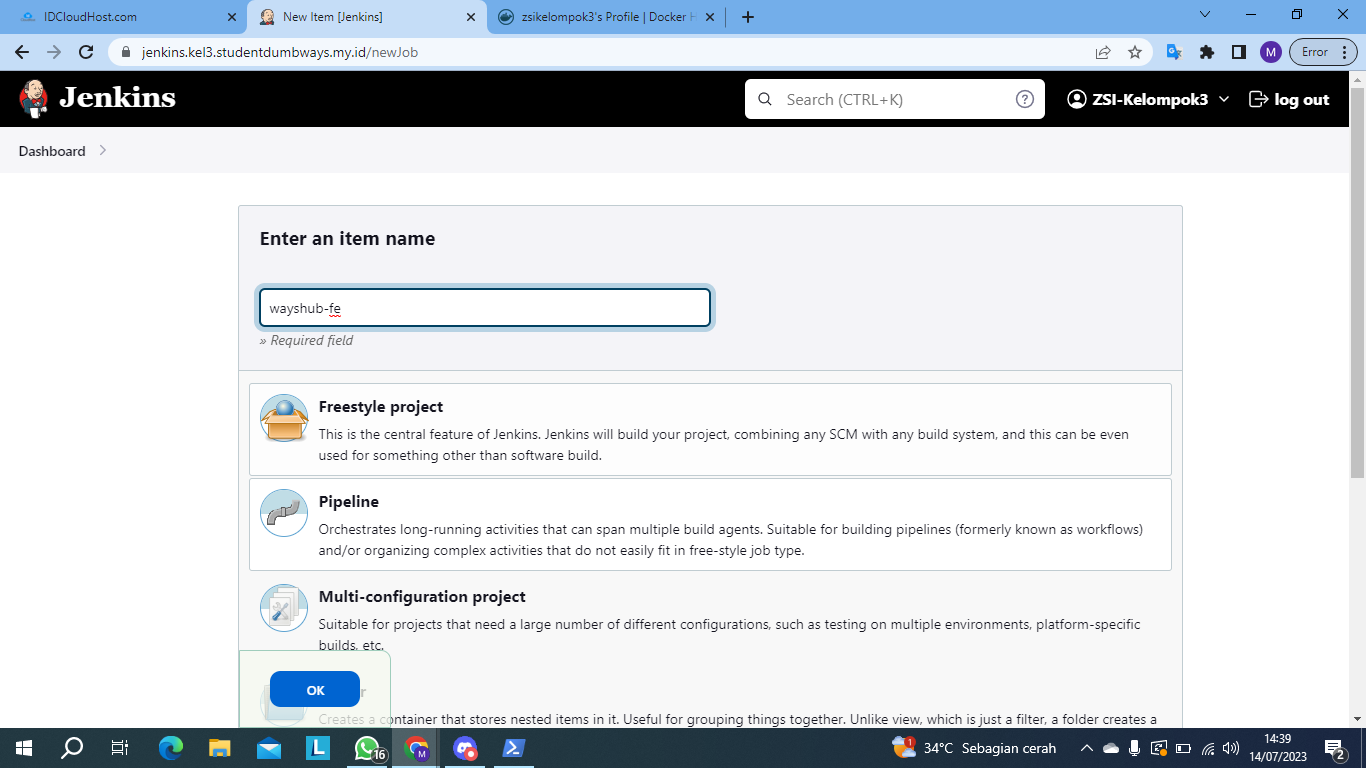 IDCloudHost.com
New Item [Jenkins]
zsikelompok3's Profile | Docker H
jenkins.kel3.studentdumbways.my.id/newJob
M
Error
Jenkins
Search (CTRL+K)
?
ZSI-Kelompok3
log out
Dashboard
Enter an item name
wayshub-fe
» Required field
Freestyle project
This is the central feature of Jenkins. Jenkins will build your project, combining any SCM with any build system, and this can be even
used for something other than software build.
Pipeline
Orchestrates long-running activities that can span multiple build agents. Suitable for building pipelines (formerly known as workflows)
and/or organizing complex activities that do not easily fit in free-style job type.
Multi-configuration project
Suitable for projects that need a large number of different configurations, such as testing on multiple environments, platform-specific
builds, etc.
OK
Creates a container that stores nested items in it. Useful for grouping things together. Unlike view, which is just a filter, a folder creates a
L
16
M
1
34°C Sebagian cerah
14:39
14/07/2023
2